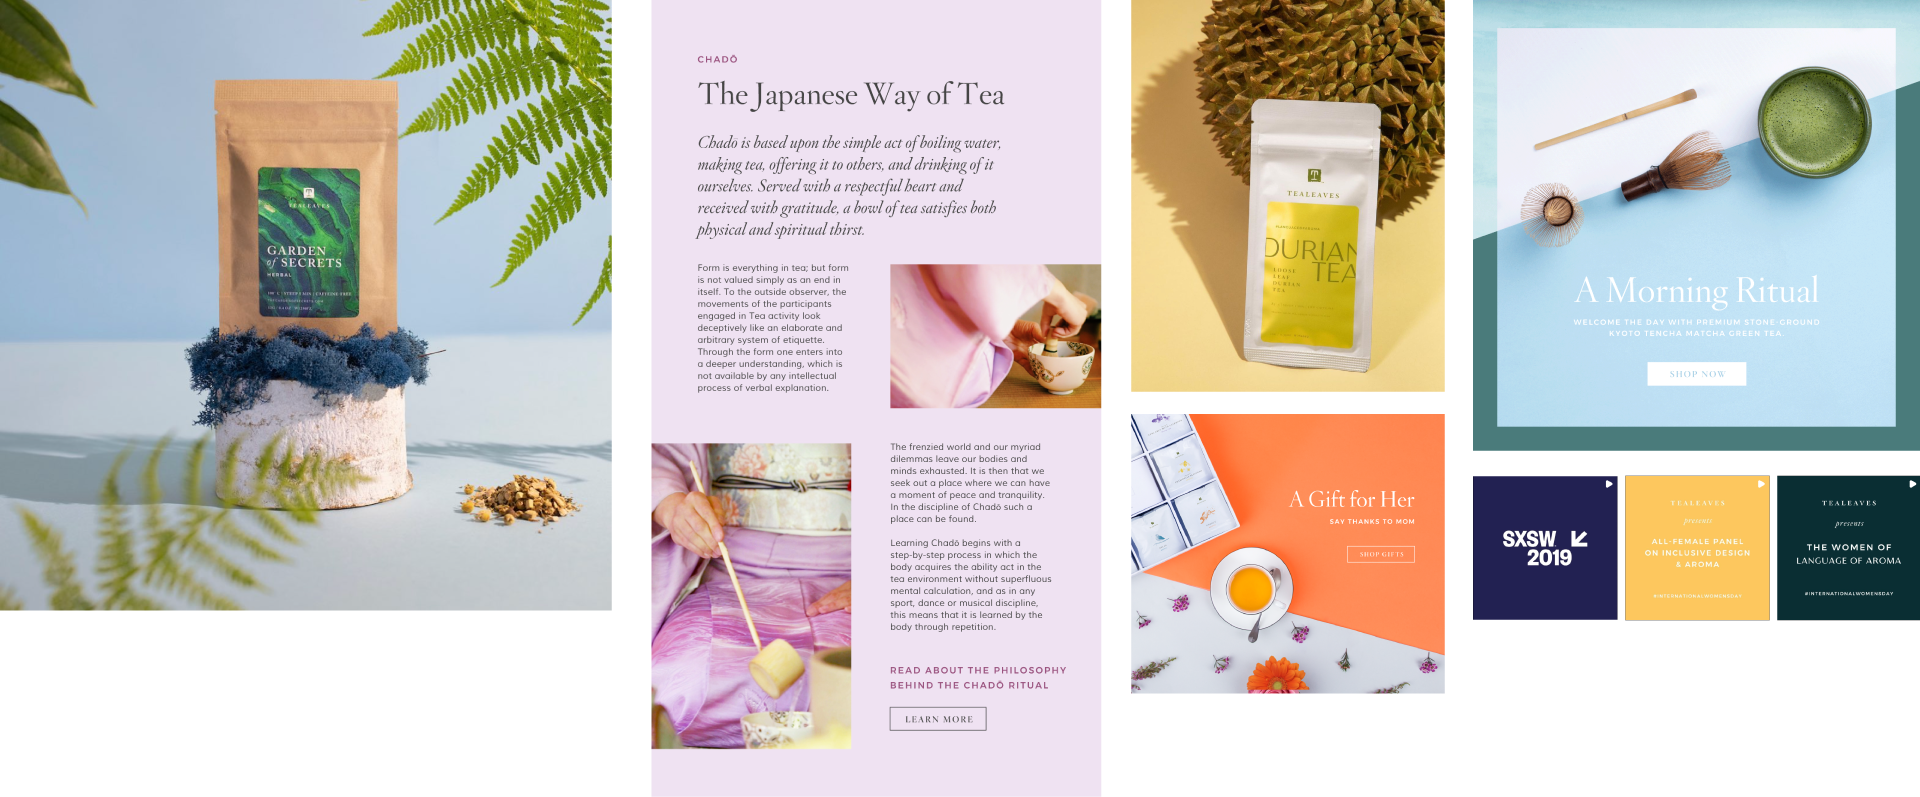 TEALEAVES
GARDEN
of SECRETS
HERBAL
CHADŌ
The Japanese Way of Tea
Chadō is based upon the simple act of boiling water,
making tea, offering it to others, and drinking of it
ourselves. Served with a respectful heart and
received with gratitude, a bowl of tea satisfies both
physical and spiritual thirst.
Form is everything in tea; but form
is not valued simply as an end in
itself. To the outside observer, the
movements of the participants
engaged in Tea activity look
deceptively like an elaborate and
arbitrary system of etiquette.
Through the form one enters into
a deeper understanding, which is
not available by any intellectual
process of verbal explanation.
The frenzied world and our myriad
dilemmas leave our bodies and
minds exhausted. It is then that we
seek out a place where we can have
a moment of peace and tranquility.
In the discipline of Chadō such a
place can be found.
Learning Chadō begins with a
step-by-step process in which the
body acquires the ability act in the
tea environment without superfluous
mental calculation, and as in any
sport, dance or musical discipline,
this means that it is learned by the
body through repetition.
READ ABOUT THE PHILOSOPHY
BEHIND THE CHADŌ RITUAL
LEARN MORE
TEALEAVES
DURIAN
TEA
LOOSE
LEAF
DURIAN
TEA
A Gift for Her
SAY THANKS TO MOM
SHOP GIFTS
A Morning Ritual
WELCOME THE DAY WITH PREMIUM STONE-GROUND
KYOTO TENCHA MATCHA GREEN TEA.
SHOP NOW
SXSW
2019
TEALEAVES
presents
ALL-FEMALE PANEL
ON INCLUSIVE DESIGN
& AROMA
#INTERNATIONALWOMENSDAY
TEALEAVES
presents
THE WOMEN OF
LANGUAGE OF AROMA
#INTERNATIONALWOMENSDAY